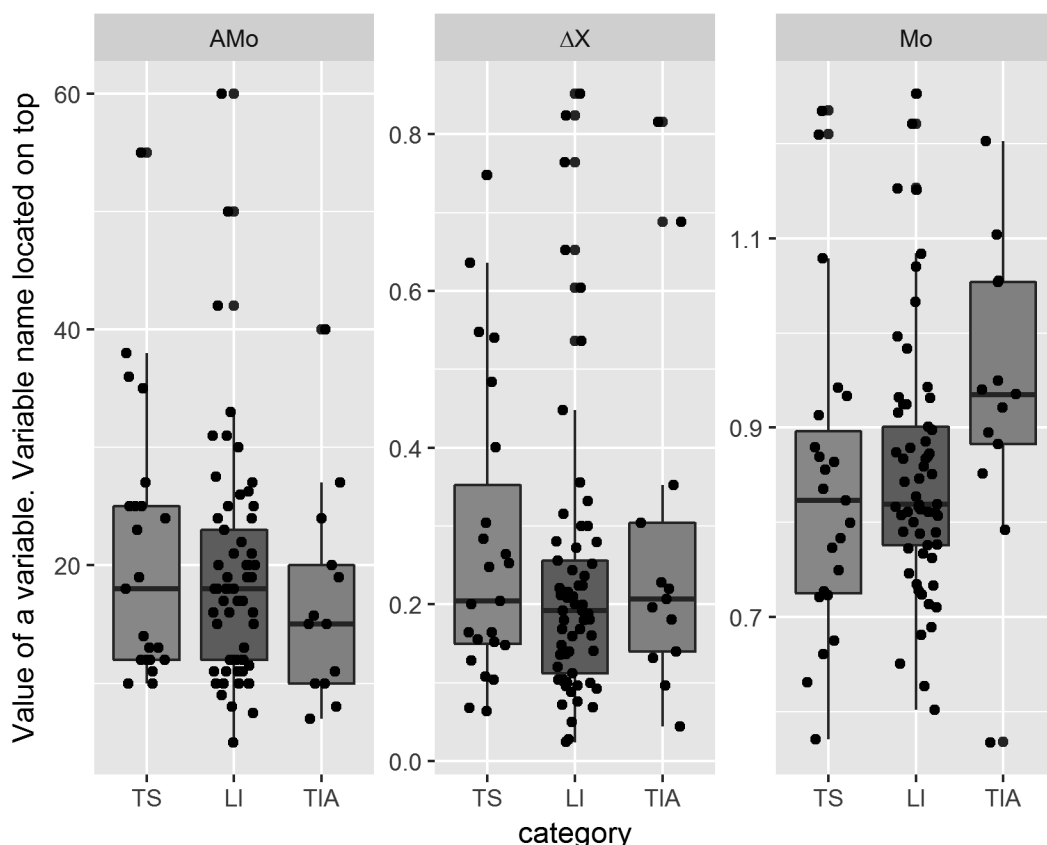 AMo ΔX Mo
Value of a variable. Variable name located on top
60
40
20
0.8
0.6
0.4
0.2
0.0
1.1
0.9
0.7
TS LI TIA TS LI TIA TS LI TIA
category